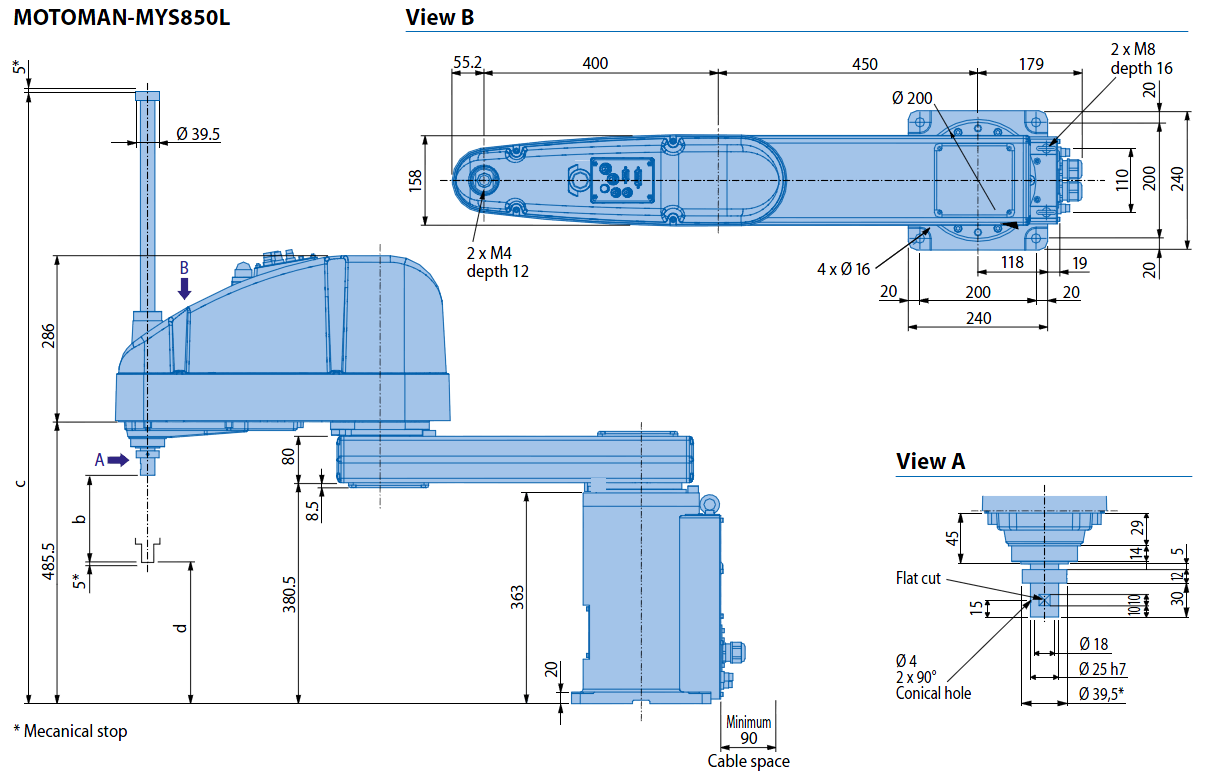 MOTOMAN-MYS850L
View B
5*
Ø 39.5
55.2
400
450
179
2 x M8
depth 16
Ø 200
20
158
110
200
240
2 x M4
depth 12
4 x Ø 16
118
19
20
20
200
20
240
B
286
A
c
b
5*
485.5
d
80
8.5
380.5
363
20
Minimum
90
Cable space
* Mecanical stop
View A
45
29
14
5
12
Flat cut
15
10
10
30
Ø 4
2 x 90°
Conical hole
Ø 18
Ø 25 h7
Ø 39,5*